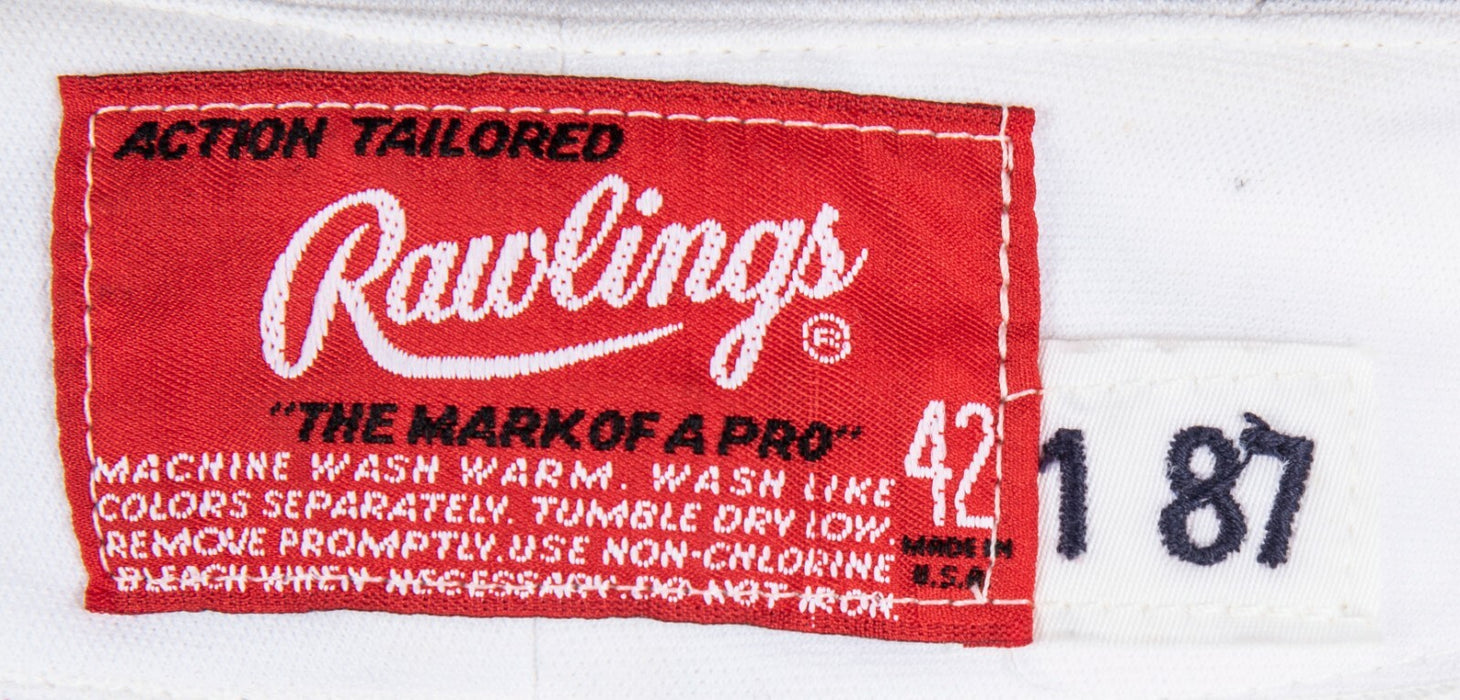 ACTION TAILORED
Rawlings ®
"THE MARK OF A PRO"
42
MACHINE WASH WARM. WASH LIKE
COLORS SEPARATELY. TUMBLE DRY LOW.
REMOVE PROMPTLY. USE NON-CHLORINE
BLEACH WHEN NECESSARY. DO NOT IRON.
MADE IN
U.S.A
1 87